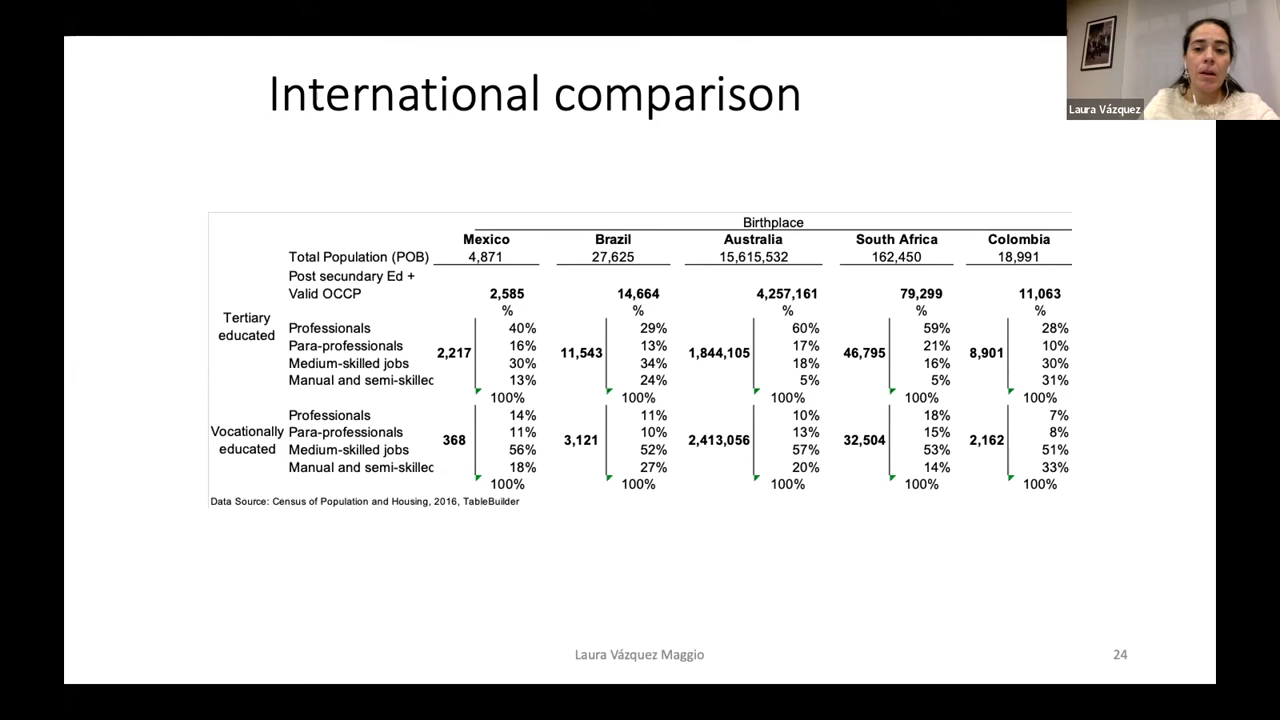 International comparison
Laura Vázquez
Birthplace
Mexico Brazil Australia South Africa Colombia
Total Population (POB) 4,871 27,625 15,615,532 162,450 18,991
Post secundary Ed +
Valid OCCP 2,585 14,664 4,257,161 79,299 11,063
% % % % %
Tertiary educated
Professionals 40% 29% 60% 59% 28%
Para-professionals 16% 13% 17% 21% 10%
2,217 11,543 1,844,105 46,795 8,901
Medium-skilled jobs 30% 34% 18% 16% 30%
Manual and semi-skilled 13% 24% 5% 5% 31%
100% 100% 100% 100% 100%
Vocationally educated
Professionals 14% 11% 10% 18% 7%
Para-professionals 11% 10% 13% 15% 8%
368 3,121 2,413,056 32,504 2,162
Medium-skilled jobs 56% 52% 57% 53% 51%
Manual and semi-skilled 18% 27% 20% 14% 33%
100% 100% 100% 100% 100%
Data Source: Census of Population and Housing, 2016, TableBuilder
Laura Vázquez Maggio
24